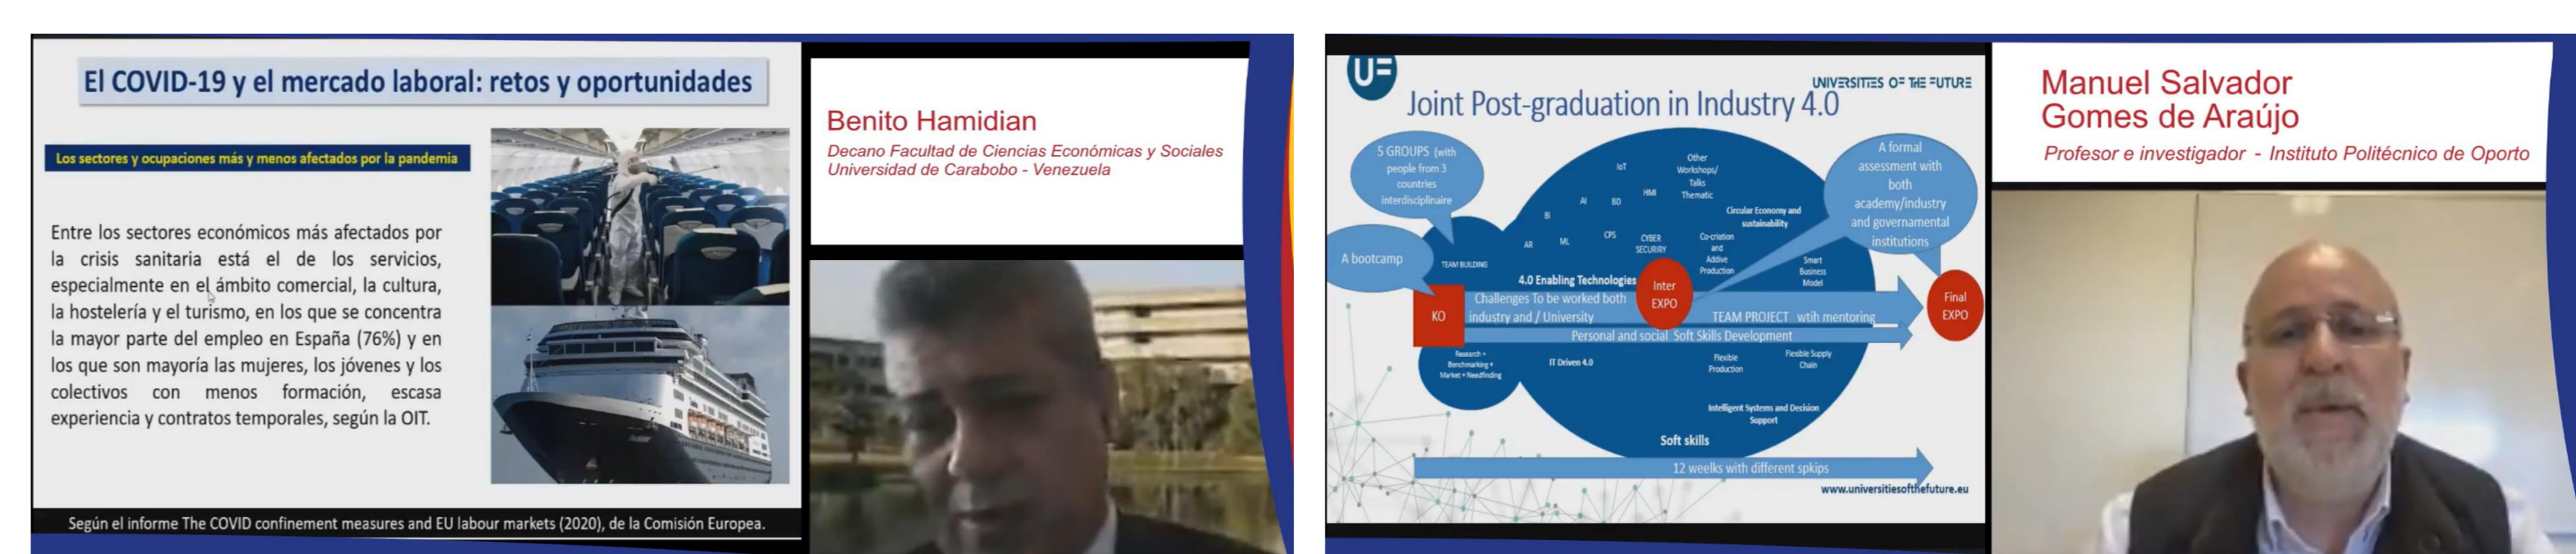 El COVID-19 y el mercado laboral: retos y oportunidades
Los sectores y ocupaciones más y menos afectados por la pandemia
Entre los sectores económicos más afectados por
la crisis sanitaria está el de los servicios,
especialmente en el ámbito comercial, la cultura,
la hostelería y el turismo, en los que se concentra
la mayor parte del empleo en España (76%) y en
los que son mayoría las mujeres, los jóvenes y los
colectivos con menos formación, escasa
experiencia y contratos temporales, según la OIT.
Según el informe The COVID confinement measures and EU labour markets (2020), de la Comisión Europea.
Benito Hamidian
Decano Facultad de Ciencias Económicas y Sociales
Universidad de Carabobo - Venezuela
UF
UNIVERSITIES OF THE FUTURE
Joint Post-graduation in Industry 4.0
5 GROUPS (with
people from 3
countries
interdisciplinaire
A bootcamp
TEAM BUILDING
IoT
Other
Workshops/
Talks
Thematic
HMI
AI
BD
BI
AR
ML
CPS
CYBER
SECURIRY
Circular Economy and
sustainability
Co-criation
and
Addive
Production
Smart
Business
Model
A formal
assessment with
both
academy/industry
and governamental
institutions
4.0 Enabling Technologies
Inter
EXPO
Final
EXPO
KO
Challenges To be worked both
industry and / University
TEAM PROJECT wtih mentoring
Personal and social Soft Skills Development
Research +
Benchmarking +
Market + Needfinding
IT Driven 4.0
Flexible
Production
Flexible Supply
Chain
Intelligent Systems and Decision
Support
Soft skills
12 weelks with different spkips
www.universitiesofthefuture.eu
Manuel Salvador
Gomes de Araújo
Profesor e investigador - Instituto Politécnico de Oporto